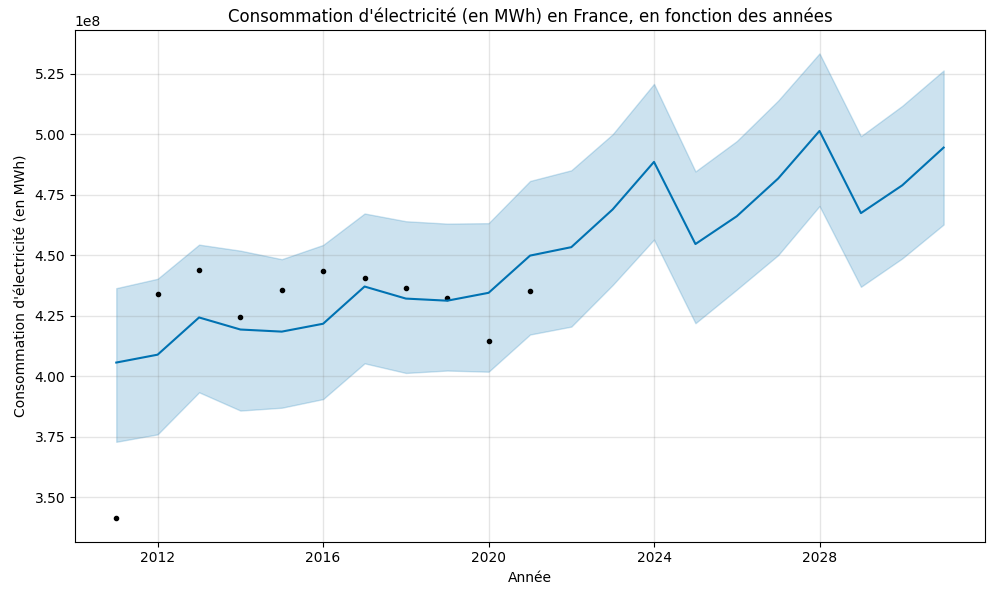 Consommation d'électricité (en MWh) en France, en fonction des années
1e8
5.25
5.00
4.75
4.50
4.25
4.00
3.75
3.50
Consommation d'électricité (en MWh)
2012 2016 2020 2024 2028
Année